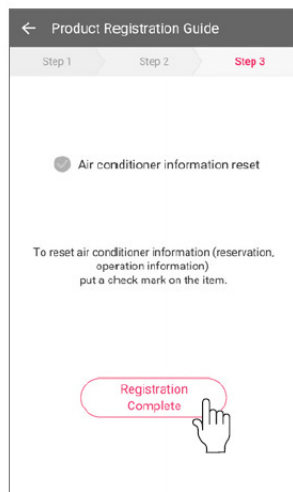 Product Registration Guide
Step 1 Step 2 Step 3
Air conditioner information reset
To reset air conditioner information (reservation,
operation information)
put a check mark on the item.
Registration
Complete